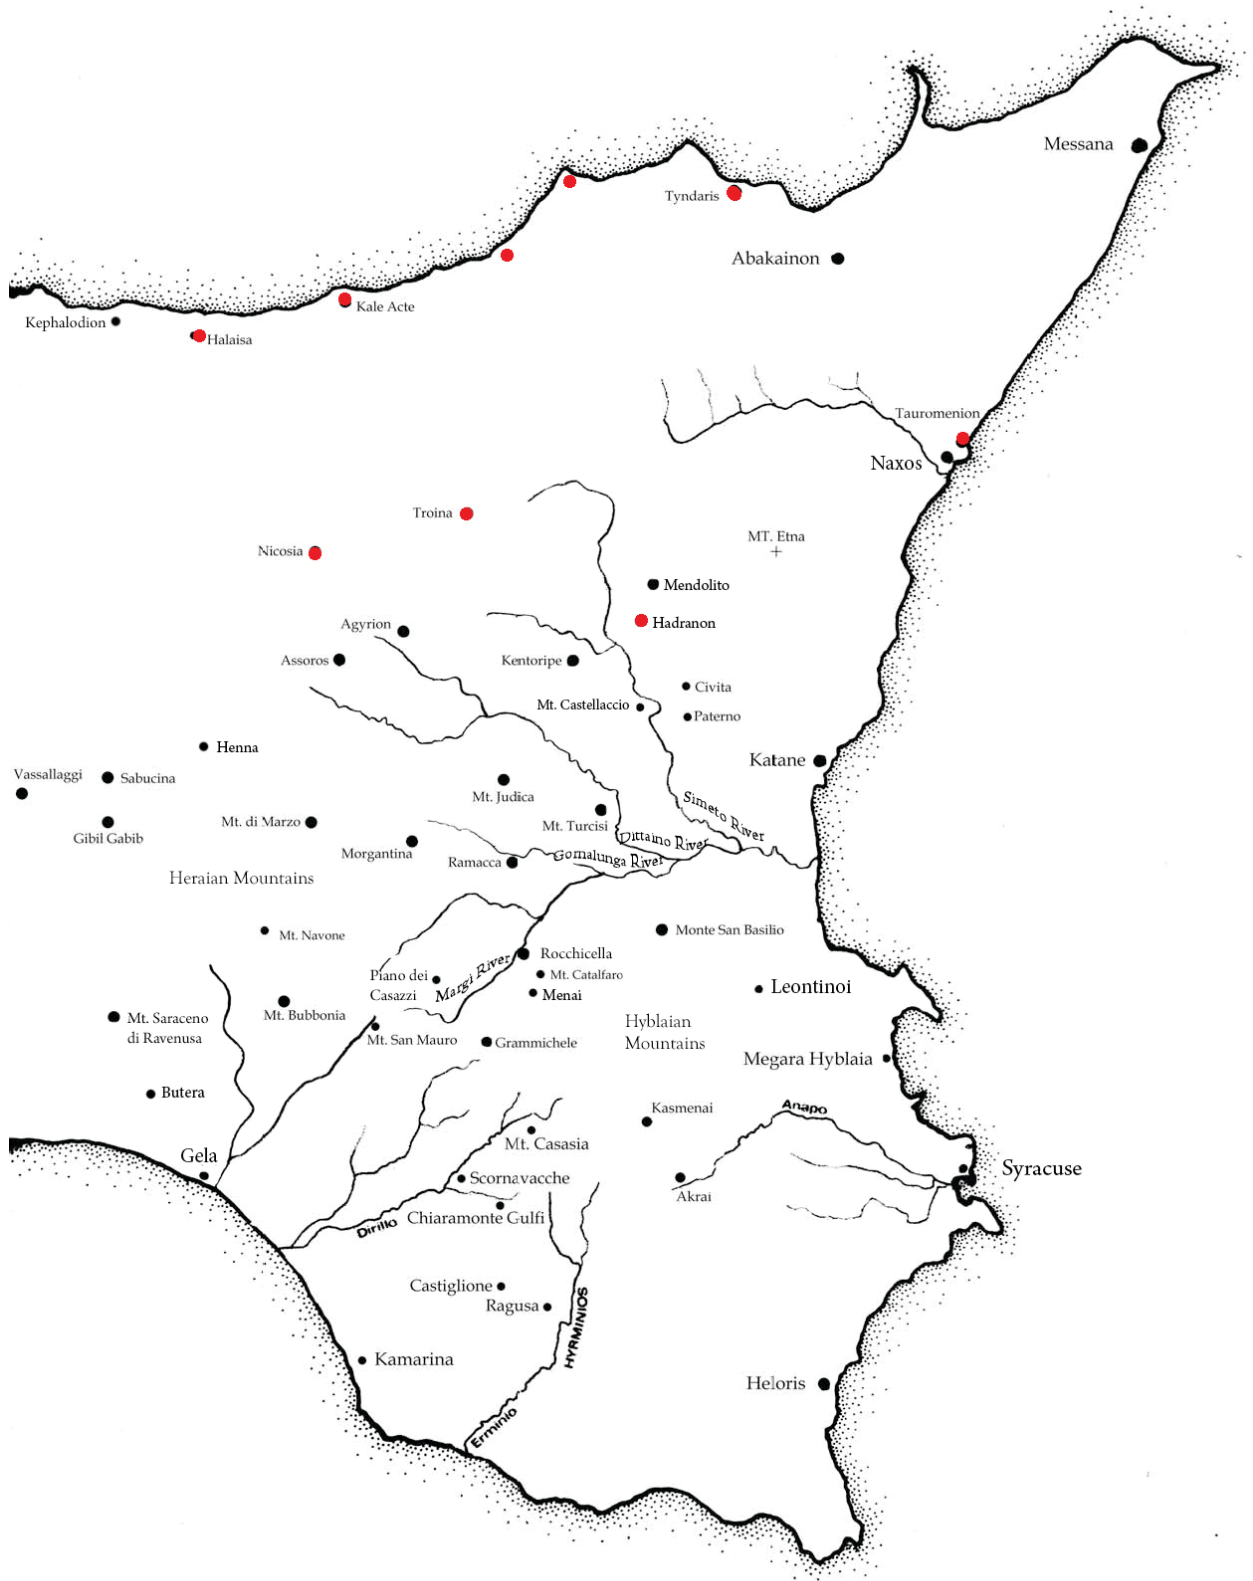 Messana
Tyndaris
Abakainon
Kale Acte
Kephalodion
Halaisa
Tauromenion
Naxos
Troina
MT. Etna
Nicosia
Mendolito
Hadranon
Agyrion
Assoros
Kentoripe
Civita
Mt. Castellaccio
Paterno
Henna
Katane
Vassallaggi
Sabucina
Mt. Judica
Simeto River
Gibil Gabib
Mt. di Marzo
Mt. Turcisi
Dittaino River
Morgantina
Ramacca
Gornalunga River
Heraian Mountains
Mt. Navone
Monte San Basilio
Rocchicella
Piano dei
Casazzi
Margi River
Mt. Catalfaro
Menai
Leontinoi
Mt. Bubbonia
Mt. Saraceno
di Ravenusa
Hyblaian
Mountains
Mt. San Mauro
Grammichele
Megara Hyblaia
Butera
Kasmenai
Anapo
Mt. Casasia
Gela
Syracuse
Scornavacche
Akrai
Chiaramonte Gulfi
Dirillo
Castiglione
Ragusa
HYRMINIOS
Kamarina
Heloris
Erminio